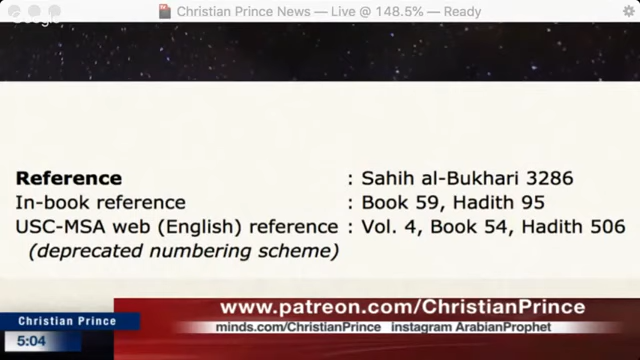 Christian Prince News — Live @ 148.5% — Ready
Google
Reference : Sahih al-Bukhari 3286
In-book reference : Book 59, Hadith 95
USC-MSA web (English) reference : Vol. 4, Book 54, Hadith 506
(deprecated numbering scheme)
www.patreon.com/ChristianPrince
Christian Prince
minds.com/ChristianPrince instagram ArabianProphet
5:04